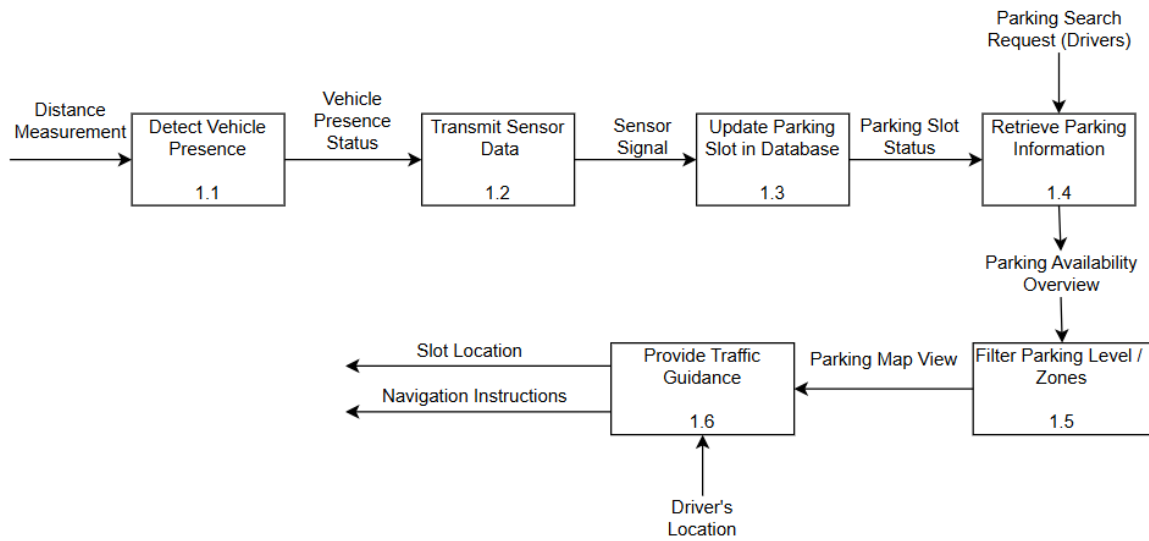 Parking Search
Request (Drivers)
Distance
Measurement
Detect Vehicle
Presence
1.1
Vehicle
Presence
Status
Transmit Sensor
Data
1.2
Sensor
Signal
Update Parking
Slot in Database
1.3
Parking Slot
Status
Retrieve Parking
Information
1.4
Parking Availability
Overview
Filter Parking Level /
Zones
1.5
Parking Map View
Provide Traffic
Guidance
1.6
Slot Location
Navigation Instructions
Driver's
Location